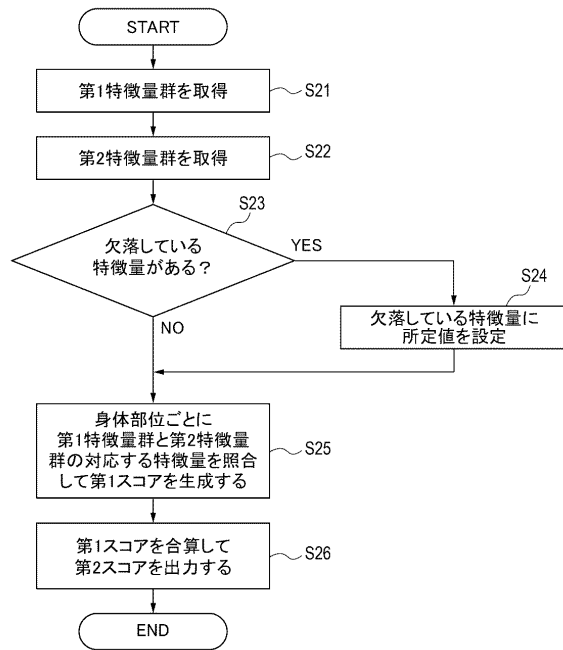 START
第1特徴量群を取得
S21
第2特徴量群を取得
S22
S23
欠落している
特徴量がある？
YES
S24
欠落している特徴量に
所定値を設定
NO
身体部位ごとに
第1特徴量群と第2特徴量
群の対応する特徴量を照合
して第1スコアを生成する
S25
第1スコアを合算して
第2スコアを出力する
S26
END